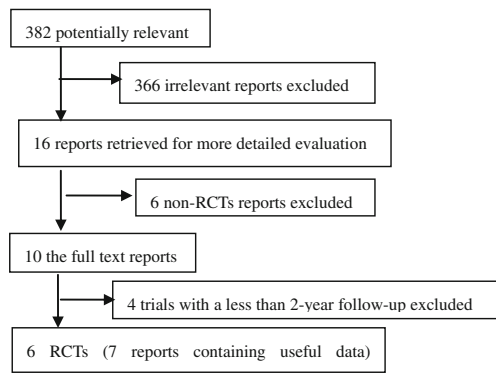 382 potentially relevant
366 irrelevant reports excluded
16 reports retrieved for more detailed evaluation
6 non-RCTs reports excluded
10 the full text reports
4 trials with a less than 2-year follow-up excluded
6 RCTs (7 reports containing useful data)